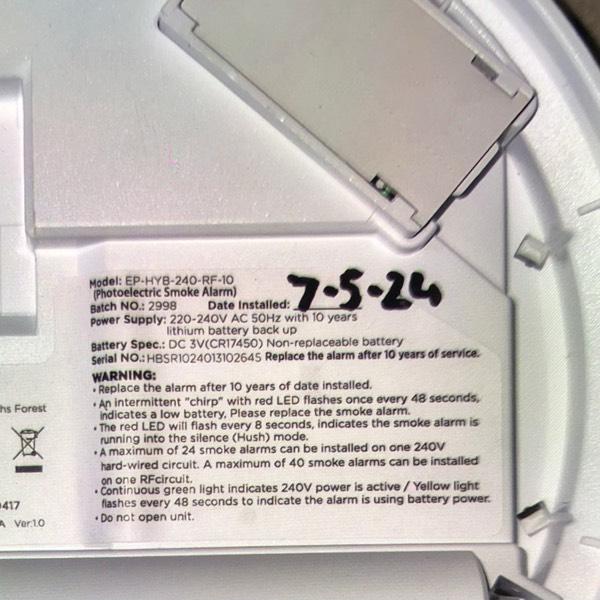 Model: EP-HYB-240-RF-10
(Photoelectric Smoke Alarm)
Batch NO.: 2998 Date Installed: 7-5-24
Power Supply: 220-240V AC 50Hz with 10 years
lithium battery back up
Battery Spec.: DC 3V(CR17450) Non-replaceable battery
Serial NO.: HBSR1024013102645 Replace the alarm after 10 years of service.
WARNING:
• Replace the alarm after 10 years of date installed.
• An intermittent "chirp" with red LED flashes once every 48 seconds,
indicates a low battery, Please replace the smoke alarm.
• The red LED will flash every 8 seconds, indicates the smoke alarm is
running into the silence (Hush) mode.
• A maximum of 24 smoke alarms can be installed on one 240V
hard-wired circuit. A maximum of 40 smoke alarms can be installed
on one RFcircuit.
• Continuous green light indicates 240V power is active / Yellow light
flashes every 48 seconds to indicate the alarm is using battery power.
• Do not open unit.
hs Forest
0417
A Ver:1.0